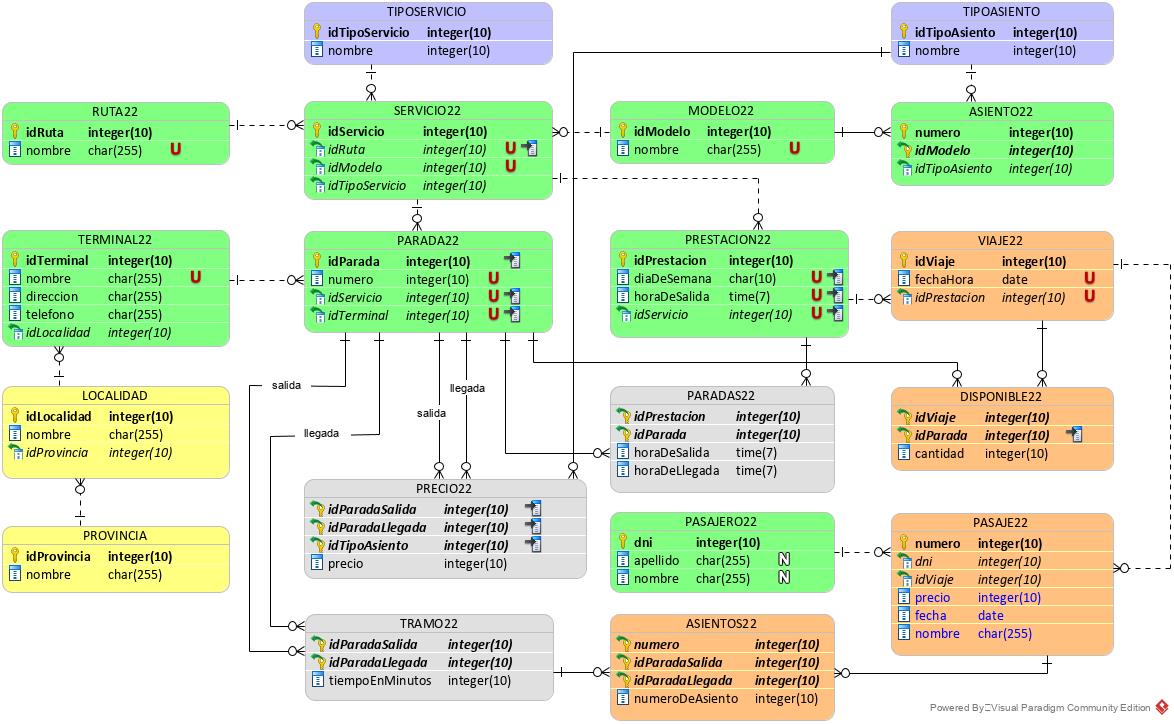 TIPOSERVICIO
idTipoServicio integer(10)
nombre integer(10)
TIPOASIENTO
idTipoAsiento integer(10)
nombre integer(10)
RUTA22
idRuta integer(10)
nombre char(255) U
SERVICIO22
idServicio integer(10)
idRuta integer(10) U
idModelo integer(10) U
idTipoServicio integer(10)
MODELO22
idModelo integer(10)
nombre char(255) U
ASIENTO22
numero integer(10)
idModelo integer(10)
idTipoAsiento integer(10)
TERMINAL22
idTerminal integer(10)
nombre char(255) U
direccion char(255)
telefono char(255)
idLocalidad integer(10)
PARADA22
idParada integer(10)
numero integer(10) U
idServicio integer(10) U
idTerminal integer(10) U
PRESTACION22
idPrestacion integer(10)
diaDeSemana char(10) U
horaDeSalida time(7) U
idServicio integer(10) U
VIAJE22
idViaje integer(10)
fechaHora date U
idPrestacion integer(10) U
salida
llegada
salida
llegada
LOCALIDAD
idLocalidad integer(10)
nombre char(255)
idProvincia integer(10)
PARADAS22
idPrestacion integer(10)
idParada integer(10)
horaDeSalida time(7)
horaDeLlegada time(7)
DISPONIBLE22
idViaje integer(10)
idParada integer(10)
cantidad integer(10)
PROVINCIA
idProvincia integer(10)
nombre char(255)
PRECIO22
idParadaSalida integer(10)
idParadaLlegada integer(10)
idTipoAsiento integer(10)
precio integer(10)
PASAJERO22
dni integer(10)
apellido char(255) N
nombre char(255) N
PASAJE22
numero integer(10)
dni integer(10)
idViaje integer(10)
precio integer(10)
fecha date
nombre char(255)
TRAMO22
idParadaSalida integer(10)
idParadaLlegada integer(10)
tiempoEnMinutos integer(10)
ASIENTOS22
numero integer(10)
idParadaSalida integer(10)
idParadaLlegada integer(10)
numeroDeAsiento integer(10)
Powered By Visual Paradigm Community Edition